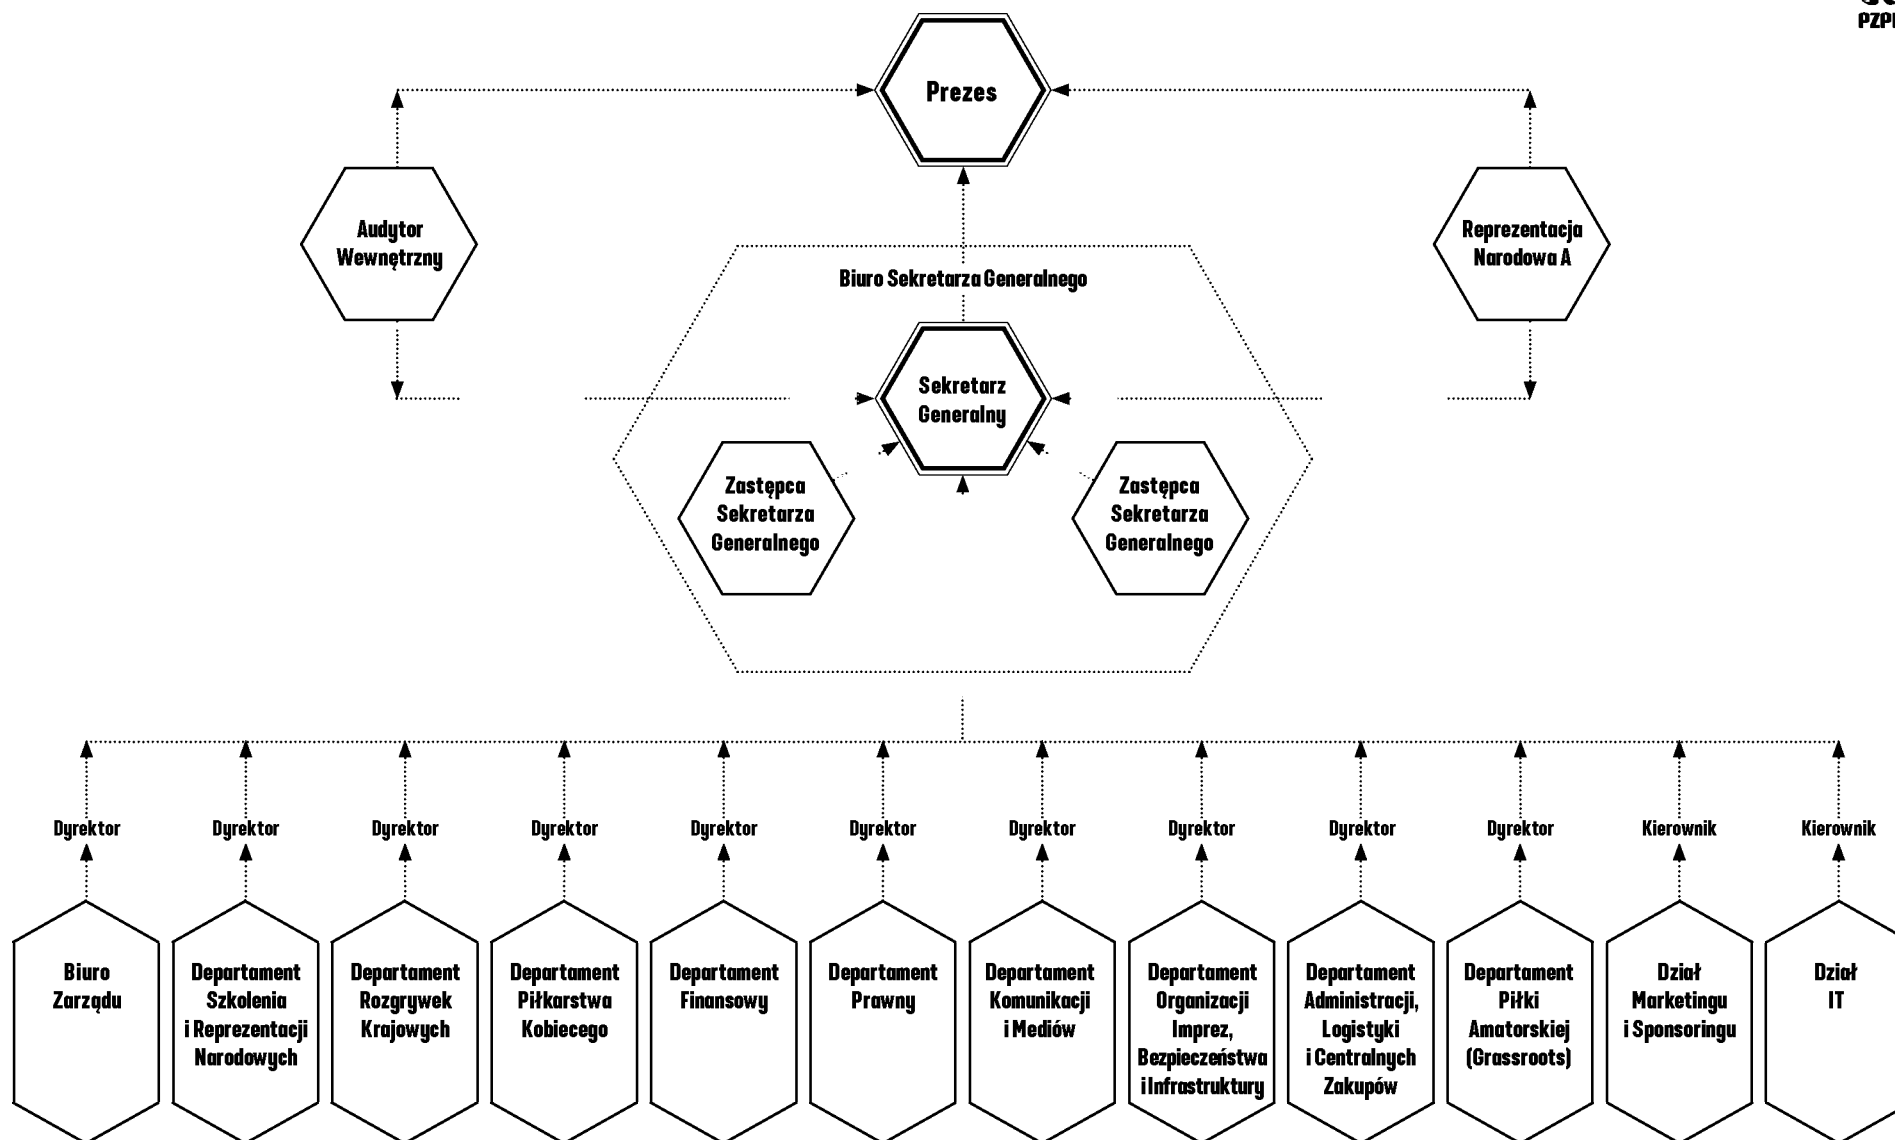 PZP
Prezes
Audytor
Wewnętrzny
Reprezentacja
Narodowa A
Biuro Sekretarza Generalnego
Sekretarz
Generalny
Zastępca
Sekretarza
Generalnego
Zastępca
Sekretarza
Generalnego
Dyrektor
Dyrektor
Dyrektor
Dyrektor
Dyrektor
Dyrektor
Dyrektor
Dyrektor
Dyrektor
Dyrektor
Kierownik
Kierownik
Biuro
Zarządu
Departament
Szkolenia
i Reprezentacji
Narodowych
Departament
Rozgrywek
Krajowych
Departament
Piłkarstwa
Kobiecego
Departament
Finansowy
Departament
Prawny
Departament
Komunikacji
i Mediów
Departament
Organizacji
Imprez,
Bezpieczeństwa
i Infrastruktury
Departament
Administracji,
Logistyki
i Centralnych
Zakupów
Departament
Piłki
Amatorskiej
(Grassroots)
Dział
Marketingu
i Sponsoringu
Dział
IT